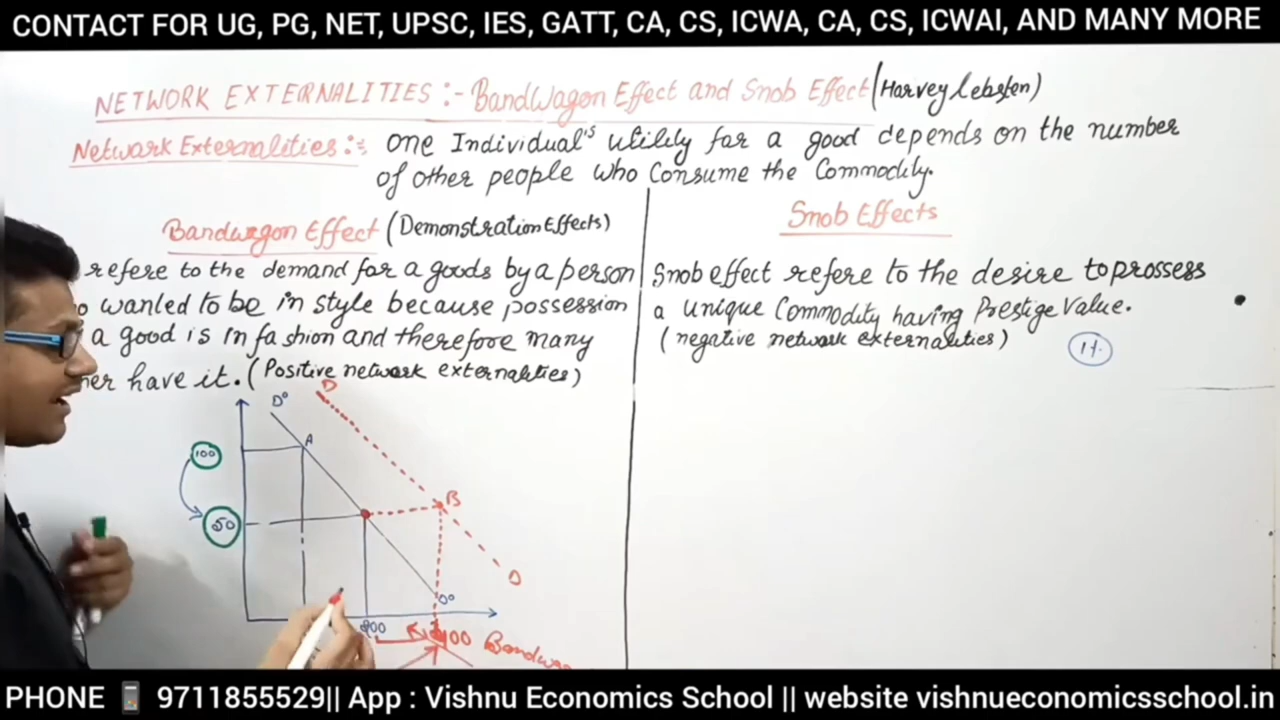 CONTACT FOR UG, PG, NET, UPSC, IES, GATT, CA, CS, ICWA, CA, CS, ICWAI, AND MANY MORE
NETWORK EXTERNALITIES :- BandWagon Effect and Snob Effect (Harvey Lebsten)
Network Externalities :- One Individual's utility for a good depends on the number
of other people who Consume the Commodity.
Bandwagon Effect (Demonstration Effects)
refere to the demand for a goods by a person
wanted to be in style because possession
a good is in fashion and therefore many
her have it. (Positive network externalities)
Snob Effects
Snob effect refere to the desire to prossess
a unique Commodity having Prestige Value.
(negative network externalities)
D
D°
A
100
B
50
D
D°
400
Bandwa
PHONE 9711855529|| App : Vishnu Economics School || website vishnueconomicsschool.in